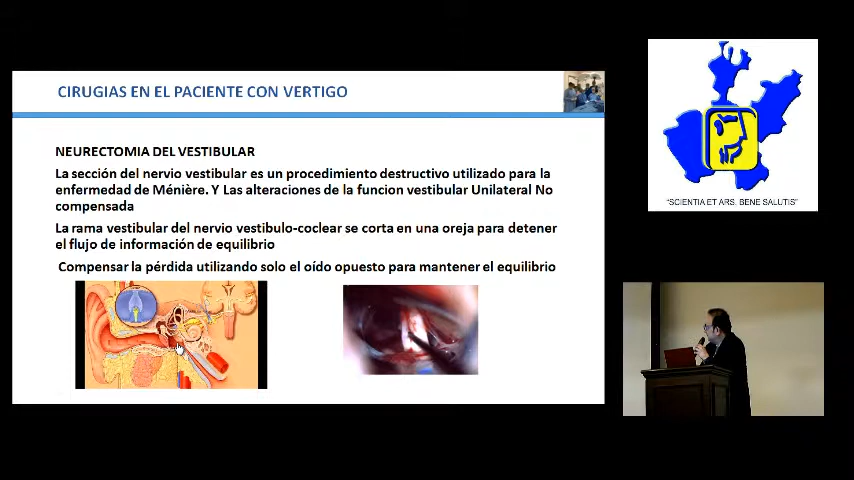 CIRUGIAS EN EL PACIENTE CON VERTIGO
NEURECTOMIA DEL VESTIBULAR
La sección del nervio vestibular es un procedimiento destructivo utilizado para la
enfermedad de Ménière. Y Las alteraciones de la funcion vestibular Unilateral No
compensada
La rama vestibular del nervio vestibulo-coclear se corta en una oreja para detener
el flujo de información de equilibrio
Compensar la pérdida utilizando solo el oído opuesto para mantener el equilibrio
"SCIENTIA ET ARS, BENE SALUTIS"